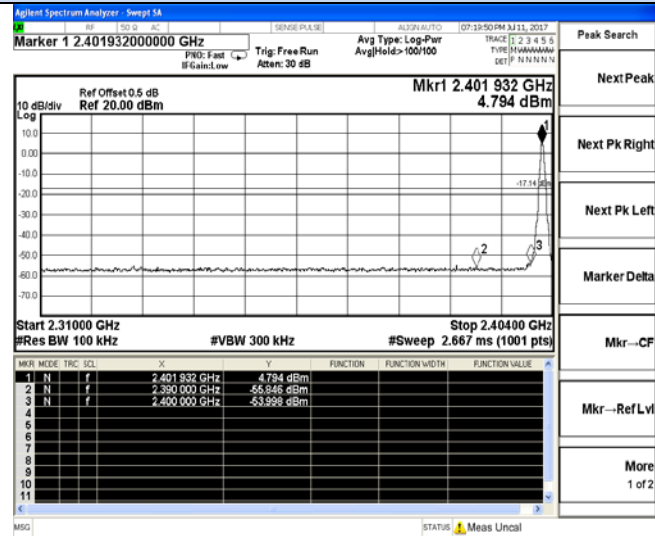 Agilent Spectrum Analyzer - Swept SA
RF 50 Ω AC SENSE:PULSE ALIGN AUTO 07:19:50 PM Jul 11, 2017
Marker 1 2.401932000000 GHz
PNO: Fast
IFGain:Low
Trig: Free Run
Atten: 30 dB
Avg Type: Log-Pwr
Avg|Hold:> 100/100
TRACE 1 2 3 4 5 6
TYPE MWWWWW
DET P N N N N N
Peak Search
Next Peak
Next Pk Right
Next Pk Left
Marker Delta
Mkr→CF
Mkr→Ref Lvl
More
1 of 2
Mkr1 2.401 932 GHz
4.794 dBm
Ref Offset 0.5 dB
10 dB/div Ref 20.00 dBm
Log
10.0
0.00
-10.0
-20.0
-30.0
-40.0
-50.0
-60.0
-70.0
1
-17.14 dBm
2
3
Start 2.31000 GHz Stop 2.40400 GHz
#Res BW 100 kHz #VBW 300 kHz #Sweep 2.667 ms (1001 pts)
MKR MODE TRC SCL X Y FUNCTION FUNCTION WIDTH FUNCTION VALUE
1 N f 2.401 932 GHz 4.794 dBm
2 N f 2.390 000 GHz -55.846 dBm
3 N f 2.400 000 GHz -53.998 dBm
4
5
6
7
8
9
10
11
MSG STATUS Meas Uncal